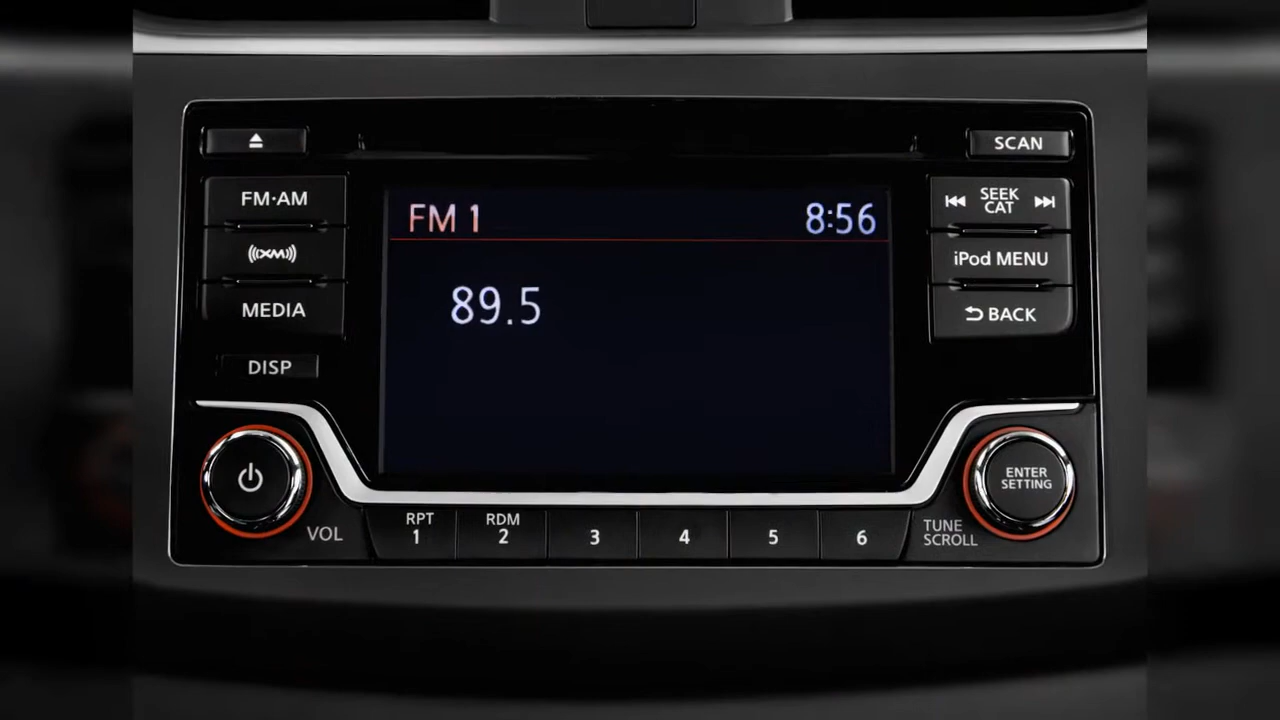 SCAN
FM·AM
SEEK
CAT
FM 1
8:56
XM
iPod MENU
89.5
MEDIA
BACK
DISP
ENTER
SETTING
VOL
RPT
1
RDM
2
3
4
5
6
TUNE
SCROLL